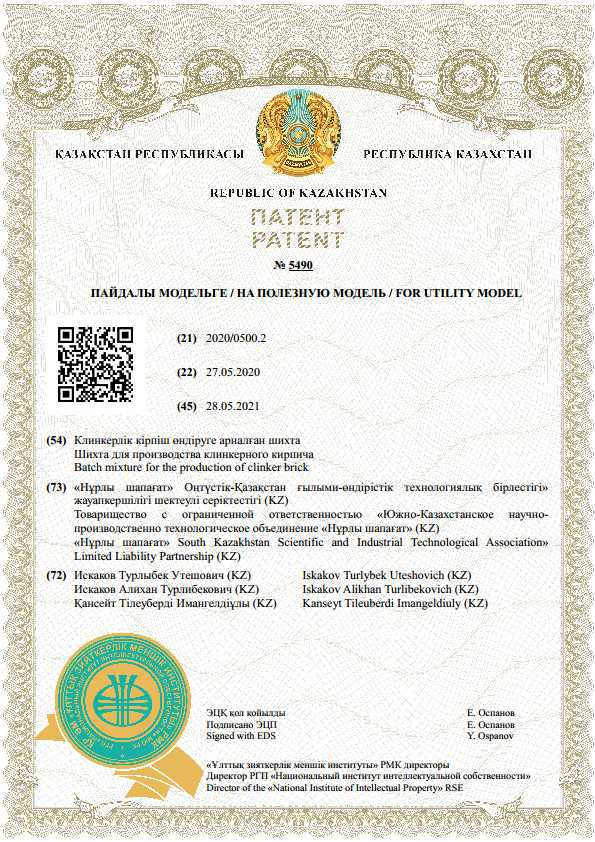 ҚАЗАҚСТАН РЕСПУБЛИКАСЫ
РЕСПУБЛИКА КАЗАХСТАН
REPUBLIC OF KAZAKHSTAN
ПАТЕНТ
PATENT
№ 5490
ПАЙДАЛЫ МОДЕЛЬГЕ / НА ПОЛЕЗНУЮ МОДЕЛЬ / FOR UTILITY MODEL
(21) 2020/0500.2
(22) 27.05.2020
(45) 28.05.2021
(54) Клинкерлік кірпіш өндіруге арналған шихта
Шихта для производства клинкерного кирпича
Batch mixture for the production of clinker brick
(73) «Нұрлы шапағат» Оңтүстік-Қазақстан ғылыми-өндірістік технологиялық бірлестігі»
жауапкершілігі шектеулі серіктестігі (KZ)
Товарищество с ограниченной ответственностью «Южно-Казахстанское научно-
производственно технологическое объединение «Нұрлы шапағат» (KZ)
«Нұрлы шапағат» South Kazakhstan Scientific and Industrial Technological Association»
Limited Liability Partnership (KZ)
(72) Искаков Турлыбек Утешович (KZ) Iskakov Turlybek Uteshovich (KZ)
Искаков Алихан Турлибекович (KZ) Iskakov Alikhan Turlibekovich (KZ)
Қансейт Тілеуберді Имангелдіұлы (KZ) Kanseyt Tileuberdi Imangeldiuly (KZ)
ЭЦҚ қол қойылды Е. Оспанов
Подписано ЭЦП Е. Оспанов
Signed with EDS Y. Ospanov
«Ұлттық зияткерлік меншік институты» РМК директоры
Директор РГП «Национальный институт интеллектуальной собственности»
Director of the «National Institute of Intellectual Property» RSE